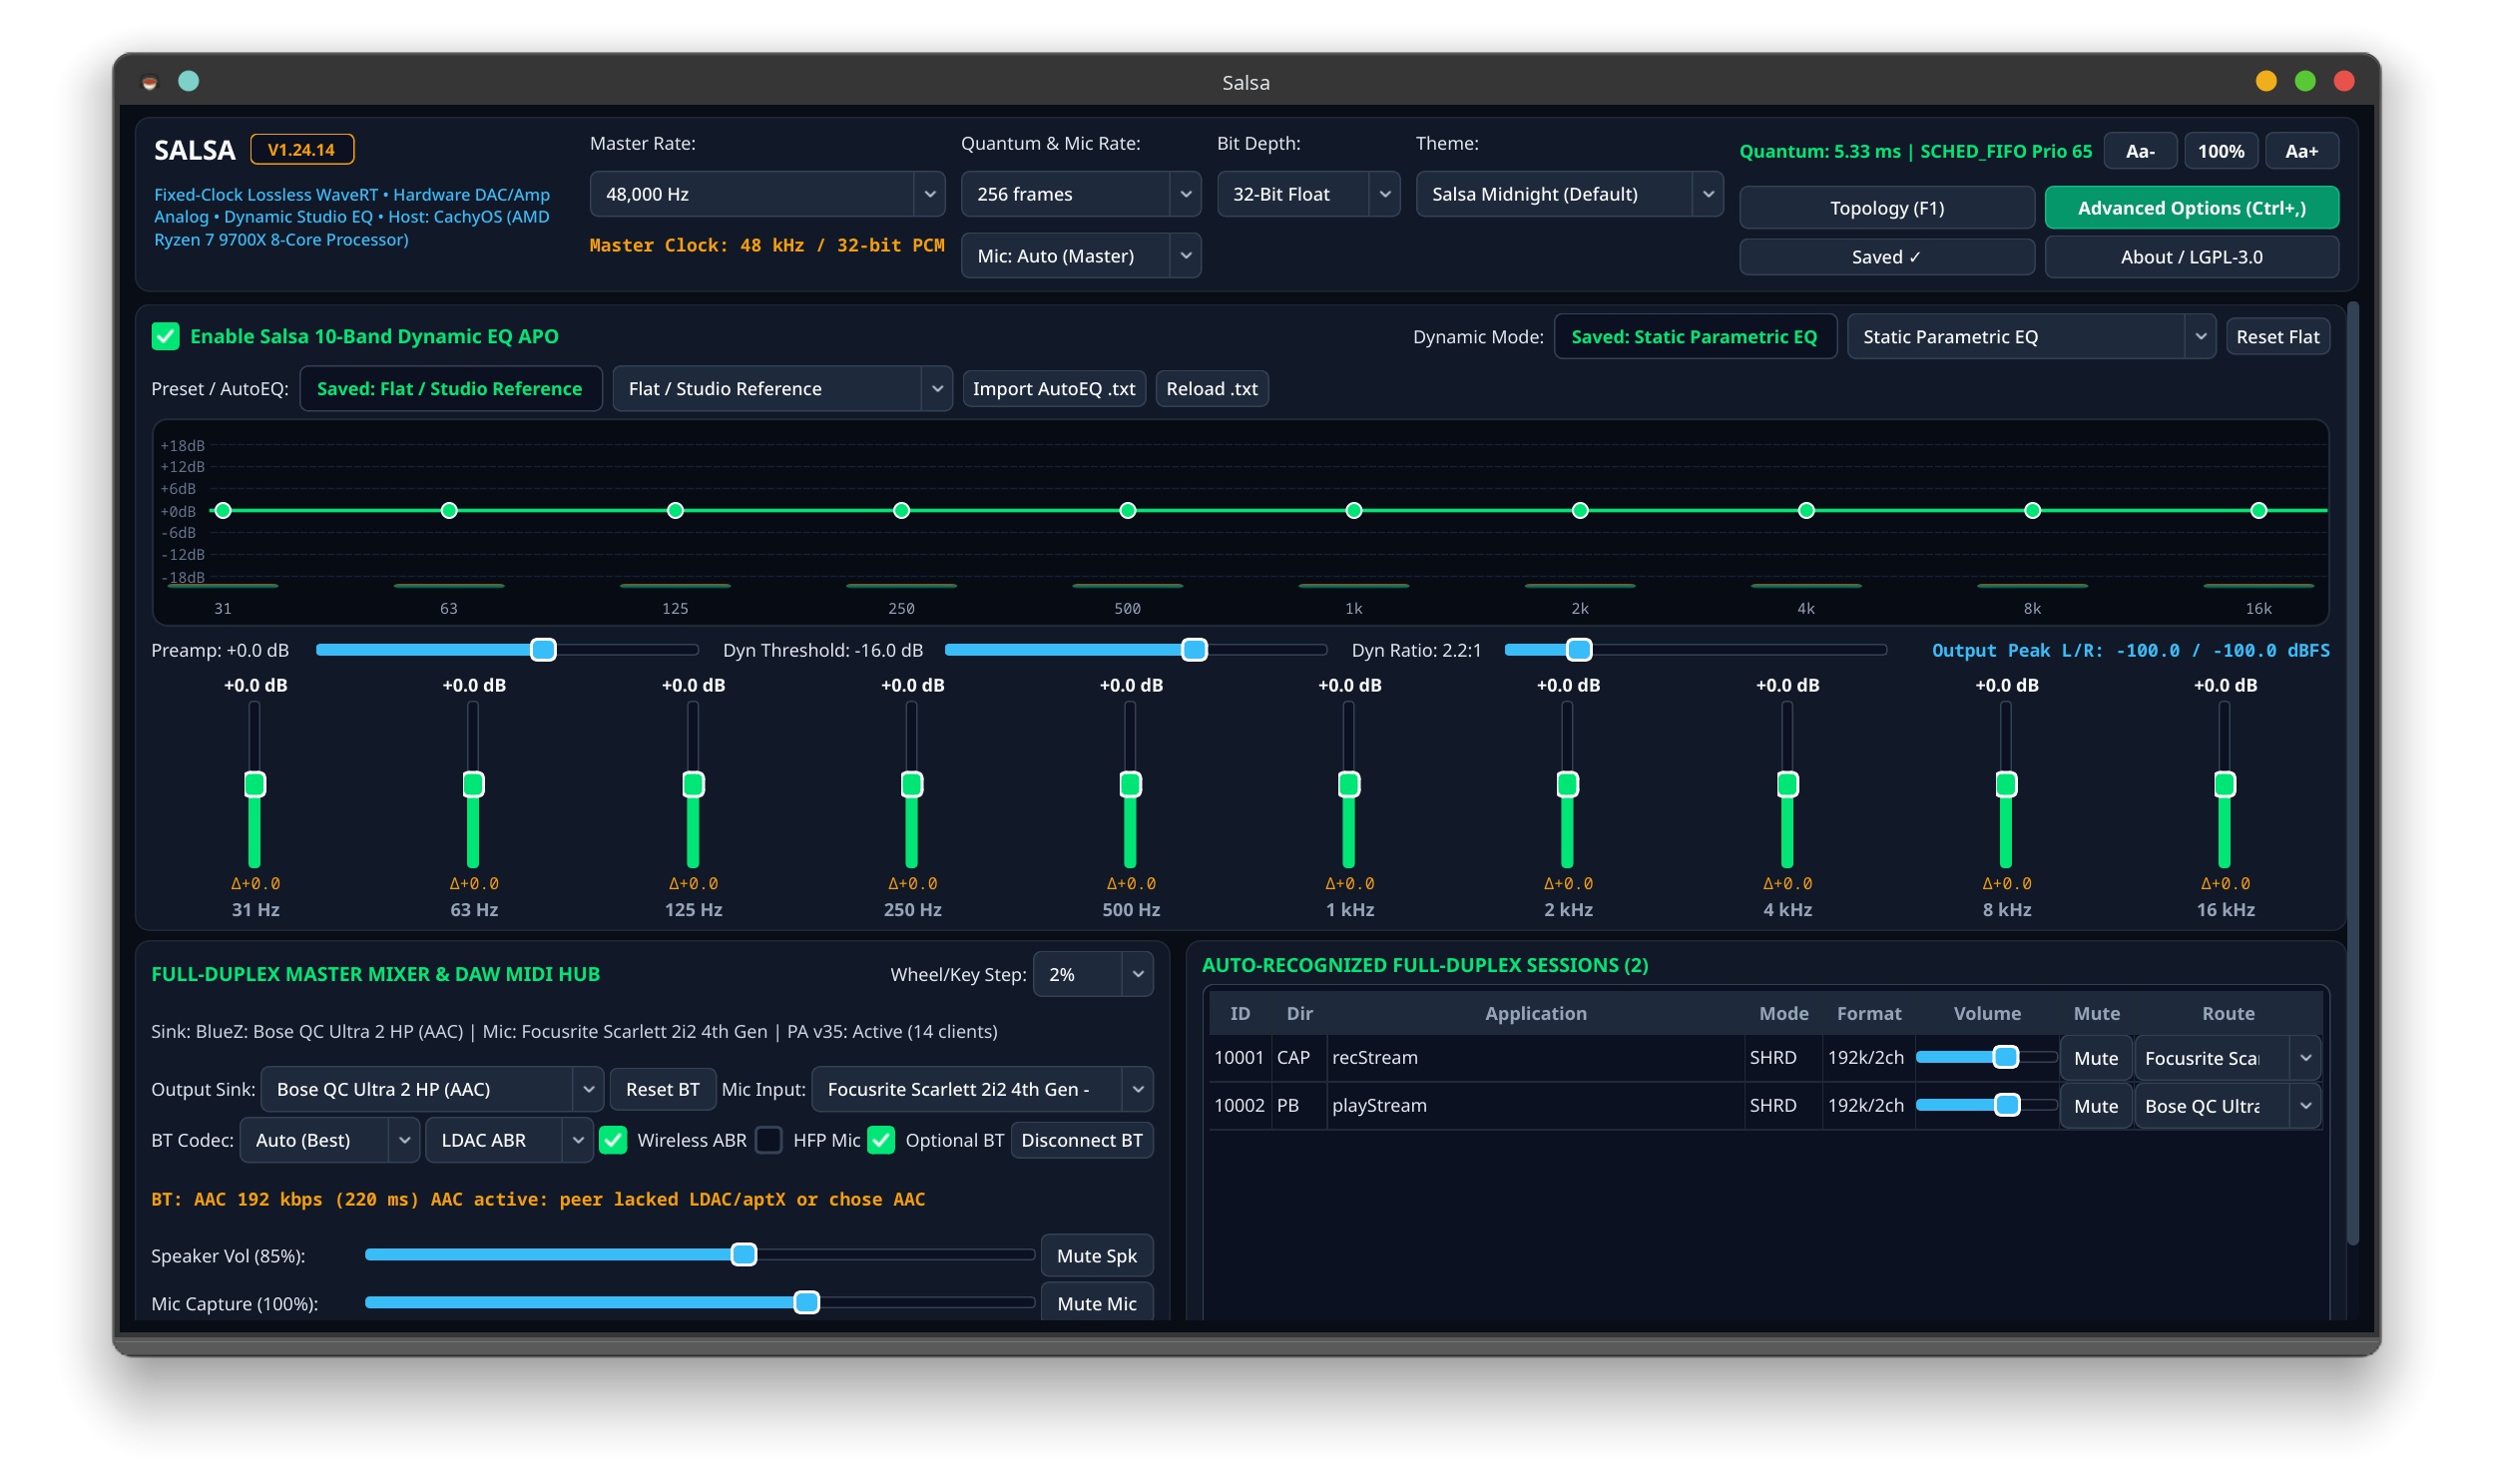 Salsa
SALSA V1.24.14
Fixed-Clock Lossless WaveRT • Hardware DAC/Amp
Analog • Dynamic Studio EQ • Host: CachyOS (AMD
Ryzen 7 9700X 8-Core Processor)
Master Rate:
48,000 Hz
Master Clock: 48 kHz / 32-bit PCM
Quantum & Mic Rate:
256 frames
Mic: Auto (Master)
Bit Depth:
32-Bit Float
Theme:
Salsa Midnight (Default)
Quantum: 5.33 ms | SCHED_FIFO Prio 65 Aa- 100% Aa+
Topology (F1) Advanced Options (Ctrl+,)
Saved ✓ About / LGPL-3.0
Enable Salsa 10-Band Dynamic EQ APO Dynamic Mode: Saved: Static Parametric EQ Static Parametric EQ Reset Flat
Preset / AutoEQ: Saved: Flat / Studio Reference Flat / Studio Reference Import AutoEQ .txt Reload .txt
+18dB
+12dB
+6dB
+0dB
-6dB
-12dB
-18dB
31 63 125 250 500 1k 2k 4k 8k 16k
Preamp: +0.0 dB Dyn Threshold: -16.0 dB Dyn Ratio: 2.2:1 Output Peak L/R: -100.0 / -100.0 dBFS
+0.0 dB +0.0 dB +0.0 dB +0.0 dB +0.0 dB +0.0 dB +0.0 dB +0.0 dB +0.0 dB +0.0 dB
Δ+0.0 Δ+0.0 Δ+0.0 Δ+0.0 Δ+0.0 Δ+0.0 Δ+0.0 Δ+0.0 Δ+0.0 Δ+0.0
31 Hz 63 Hz 125 Hz 250 Hz 500 Hz 1 kHz 2 kHz 4 kHz 8 kHz 16 kHz
FULL-DUPLEX MASTER MIXER & DAW MIDI HUB Wheel/Key Step: 2%
Sink: BlueZ: Bose QC Ultra 2 HP (AAC) | Mic: Focusrite Scarlett 2i2 4th Gen | PA v35: Active (14 clients)
Output Sink: Bose QC Ultra 2 HP (AAC) Reset BT Mic Input: Focusrite Scarlett 2i2 4th Gen -
BT Codec: Auto (Best) LDAC ABR Wireless ABR HFP Mic Optional BT Disconnect BT
BT: AAC 192 kbps (220 ms) AAC active: peer lacked LDAC/aptX or chose AAC
Speaker Vol (85%): Mute Spk
Mic Capture (100%): Mute Mic
AUTO-RECOGNIZED FULL-DUPLEX SESSIONS (2)
ID Dir Application Mode Format Volume Mute Route
10001 CAP recStream SHRD 192k/2ch Mute Focusrite Scar
10002 PB playStream SHRD 192k/2ch Mute Bose QC Ultra